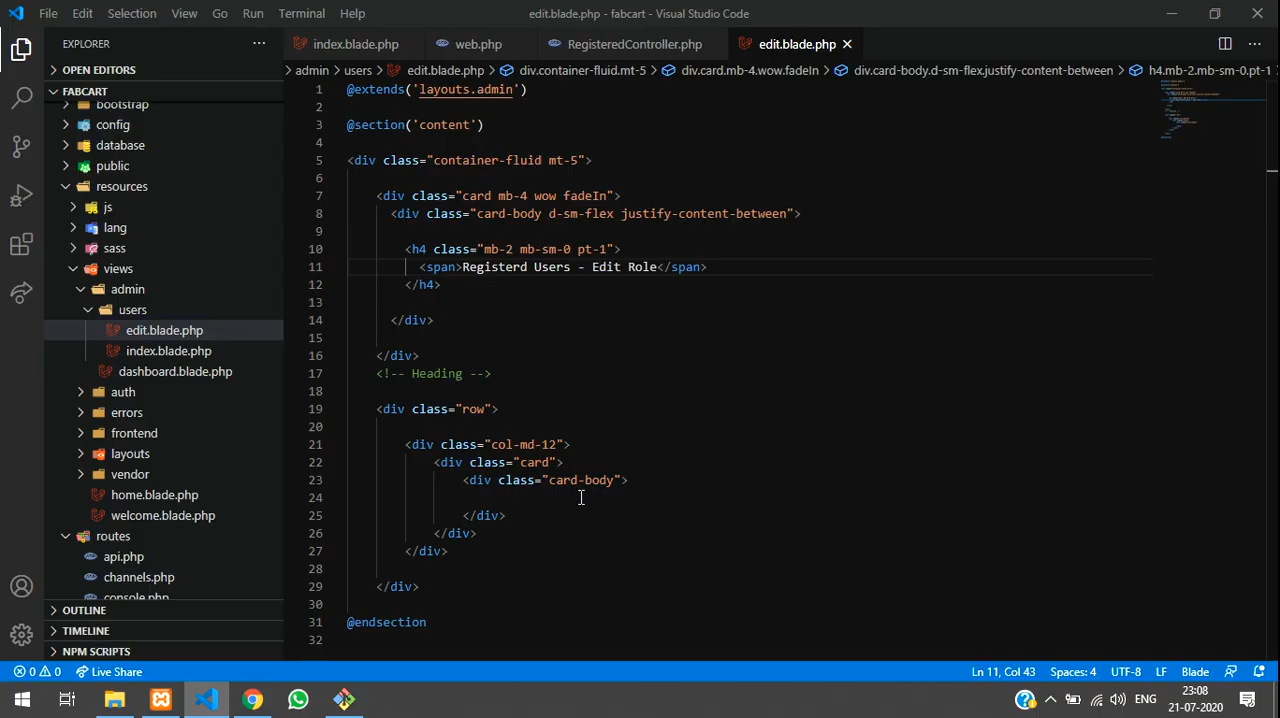 File Edit Selection View Go Run Terminal Help
edit.blade.php - fabcart - Visual Studio Code
EXPLORER
index.blade.php
web.php
RegisteredController.php
edit.blade.php
OPEN EDITORS
admin > users > edit.blade.php > div.container-fluid.mt-5 > div.card.mb-4.wow.fadeIn > div.card-body.d-sm-flex.justify-content-between > h4.mb-2.mb-sm-0.pt-1
FABCART
bootstrap
config
database
public
resources
js
lang
sass
views
admin
users
edit.blade.php
index.blade.php
dashboard.blade.php
auth
errors
frontend
layouts
vendor
home.blade.php
welcome.blade.php
routes
api.php
channels.php
console.php
OUTLINE
TIMELINE
NPM SCRIPTS
1 @extends('layouts.admin')
2
3 @section('content')
4
5 <div class="container-fluid mt-5">
6
7 <div class="card mb-4 wow fadeIn">
8 <div class="card-body d-sm-flex justify-content-between">
9
10 <h4 class="mb-2 mb-sm-0 pt-1">
11 <span>Registerd Users - Edit Role</span>
12 </h4>
13
14 </div>
15
16 </div>
17 <!-- Heading -->
18
19 <div class="row">
20
21 <div class="col-md-12">
22 <div class="card">
23 <div class="card-body">
24
25 </div>
26 </div>
27 </div>
28
29 </div>
30
31 @endsection
32
0 0 Live Share
Ln 11, Col 43 Spaces: 4 UTF-8 LF Blade
ENG
23:08
21-07-2020